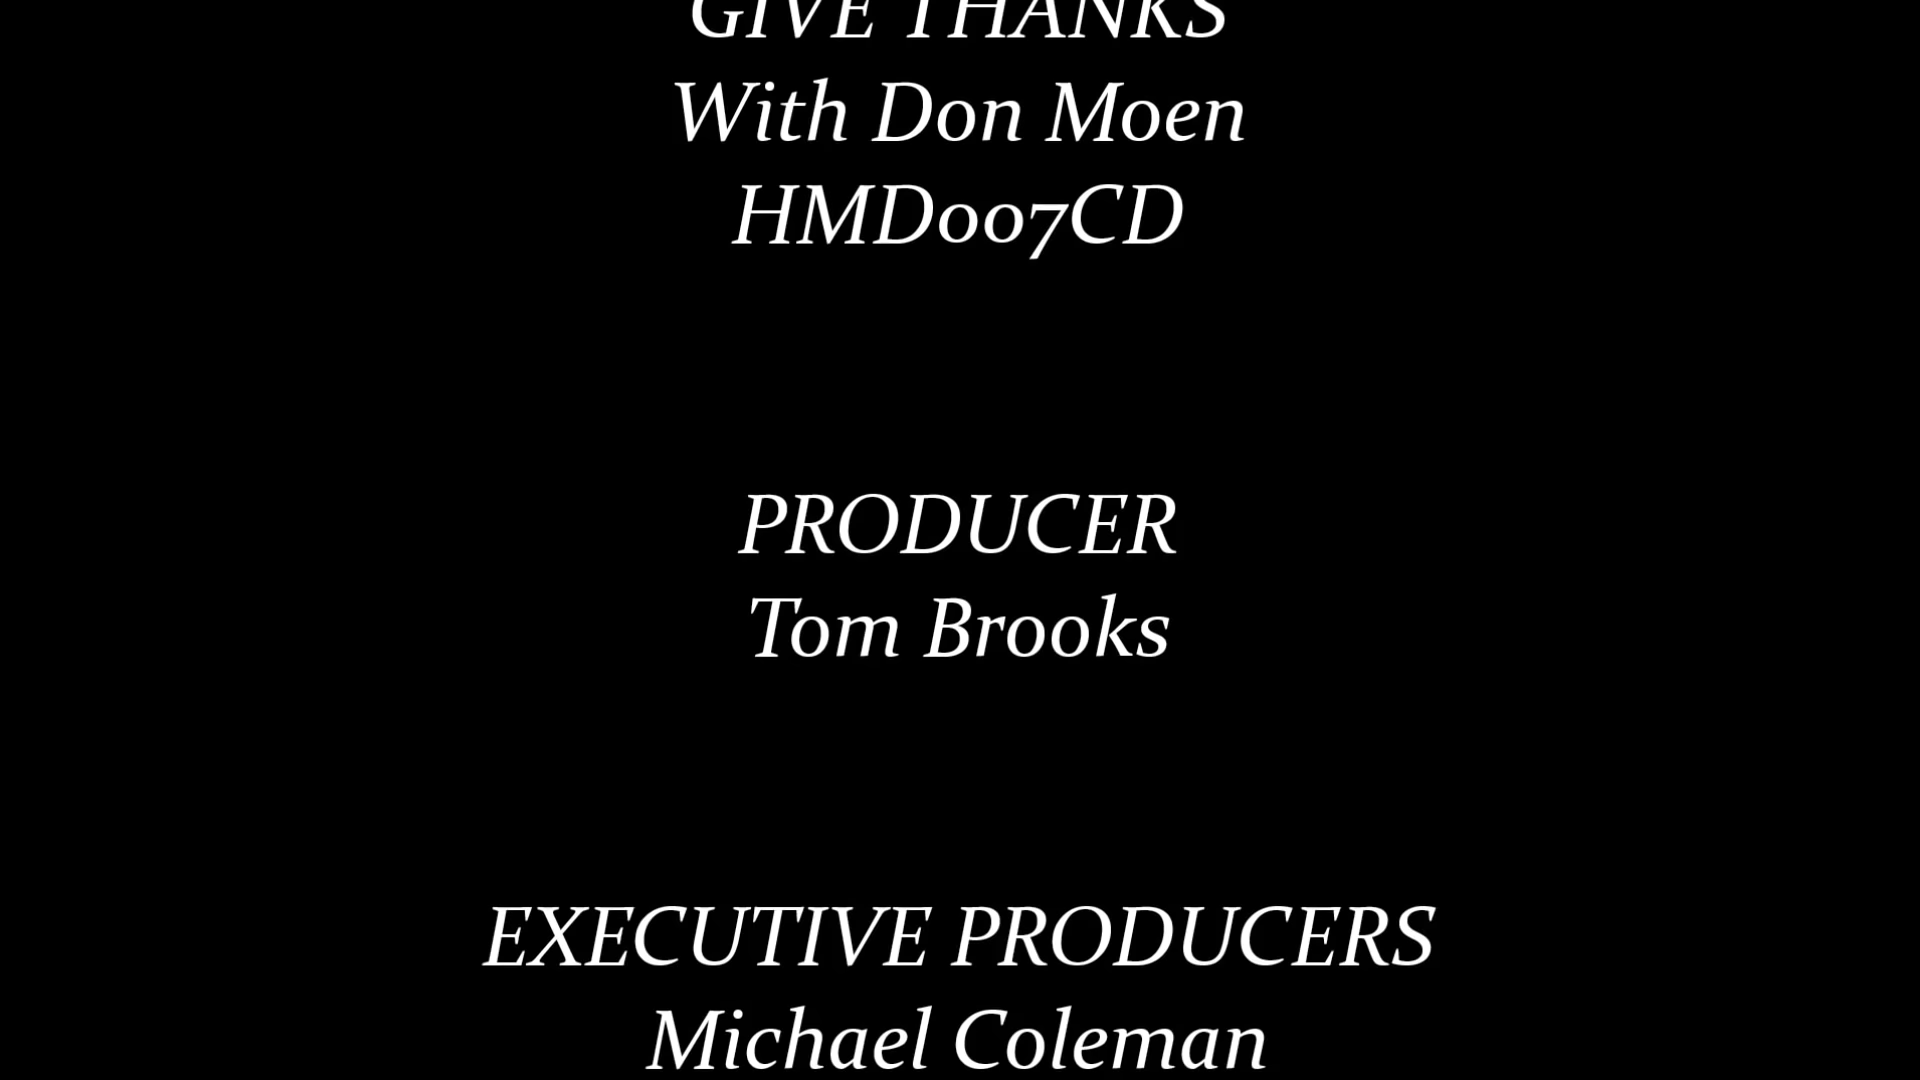 GIVE THANKS
With Don Moen
HMD007CD
PRODUCER
Tom Brooks
EXECUTIVE PRODUCERS
Michael Coleman